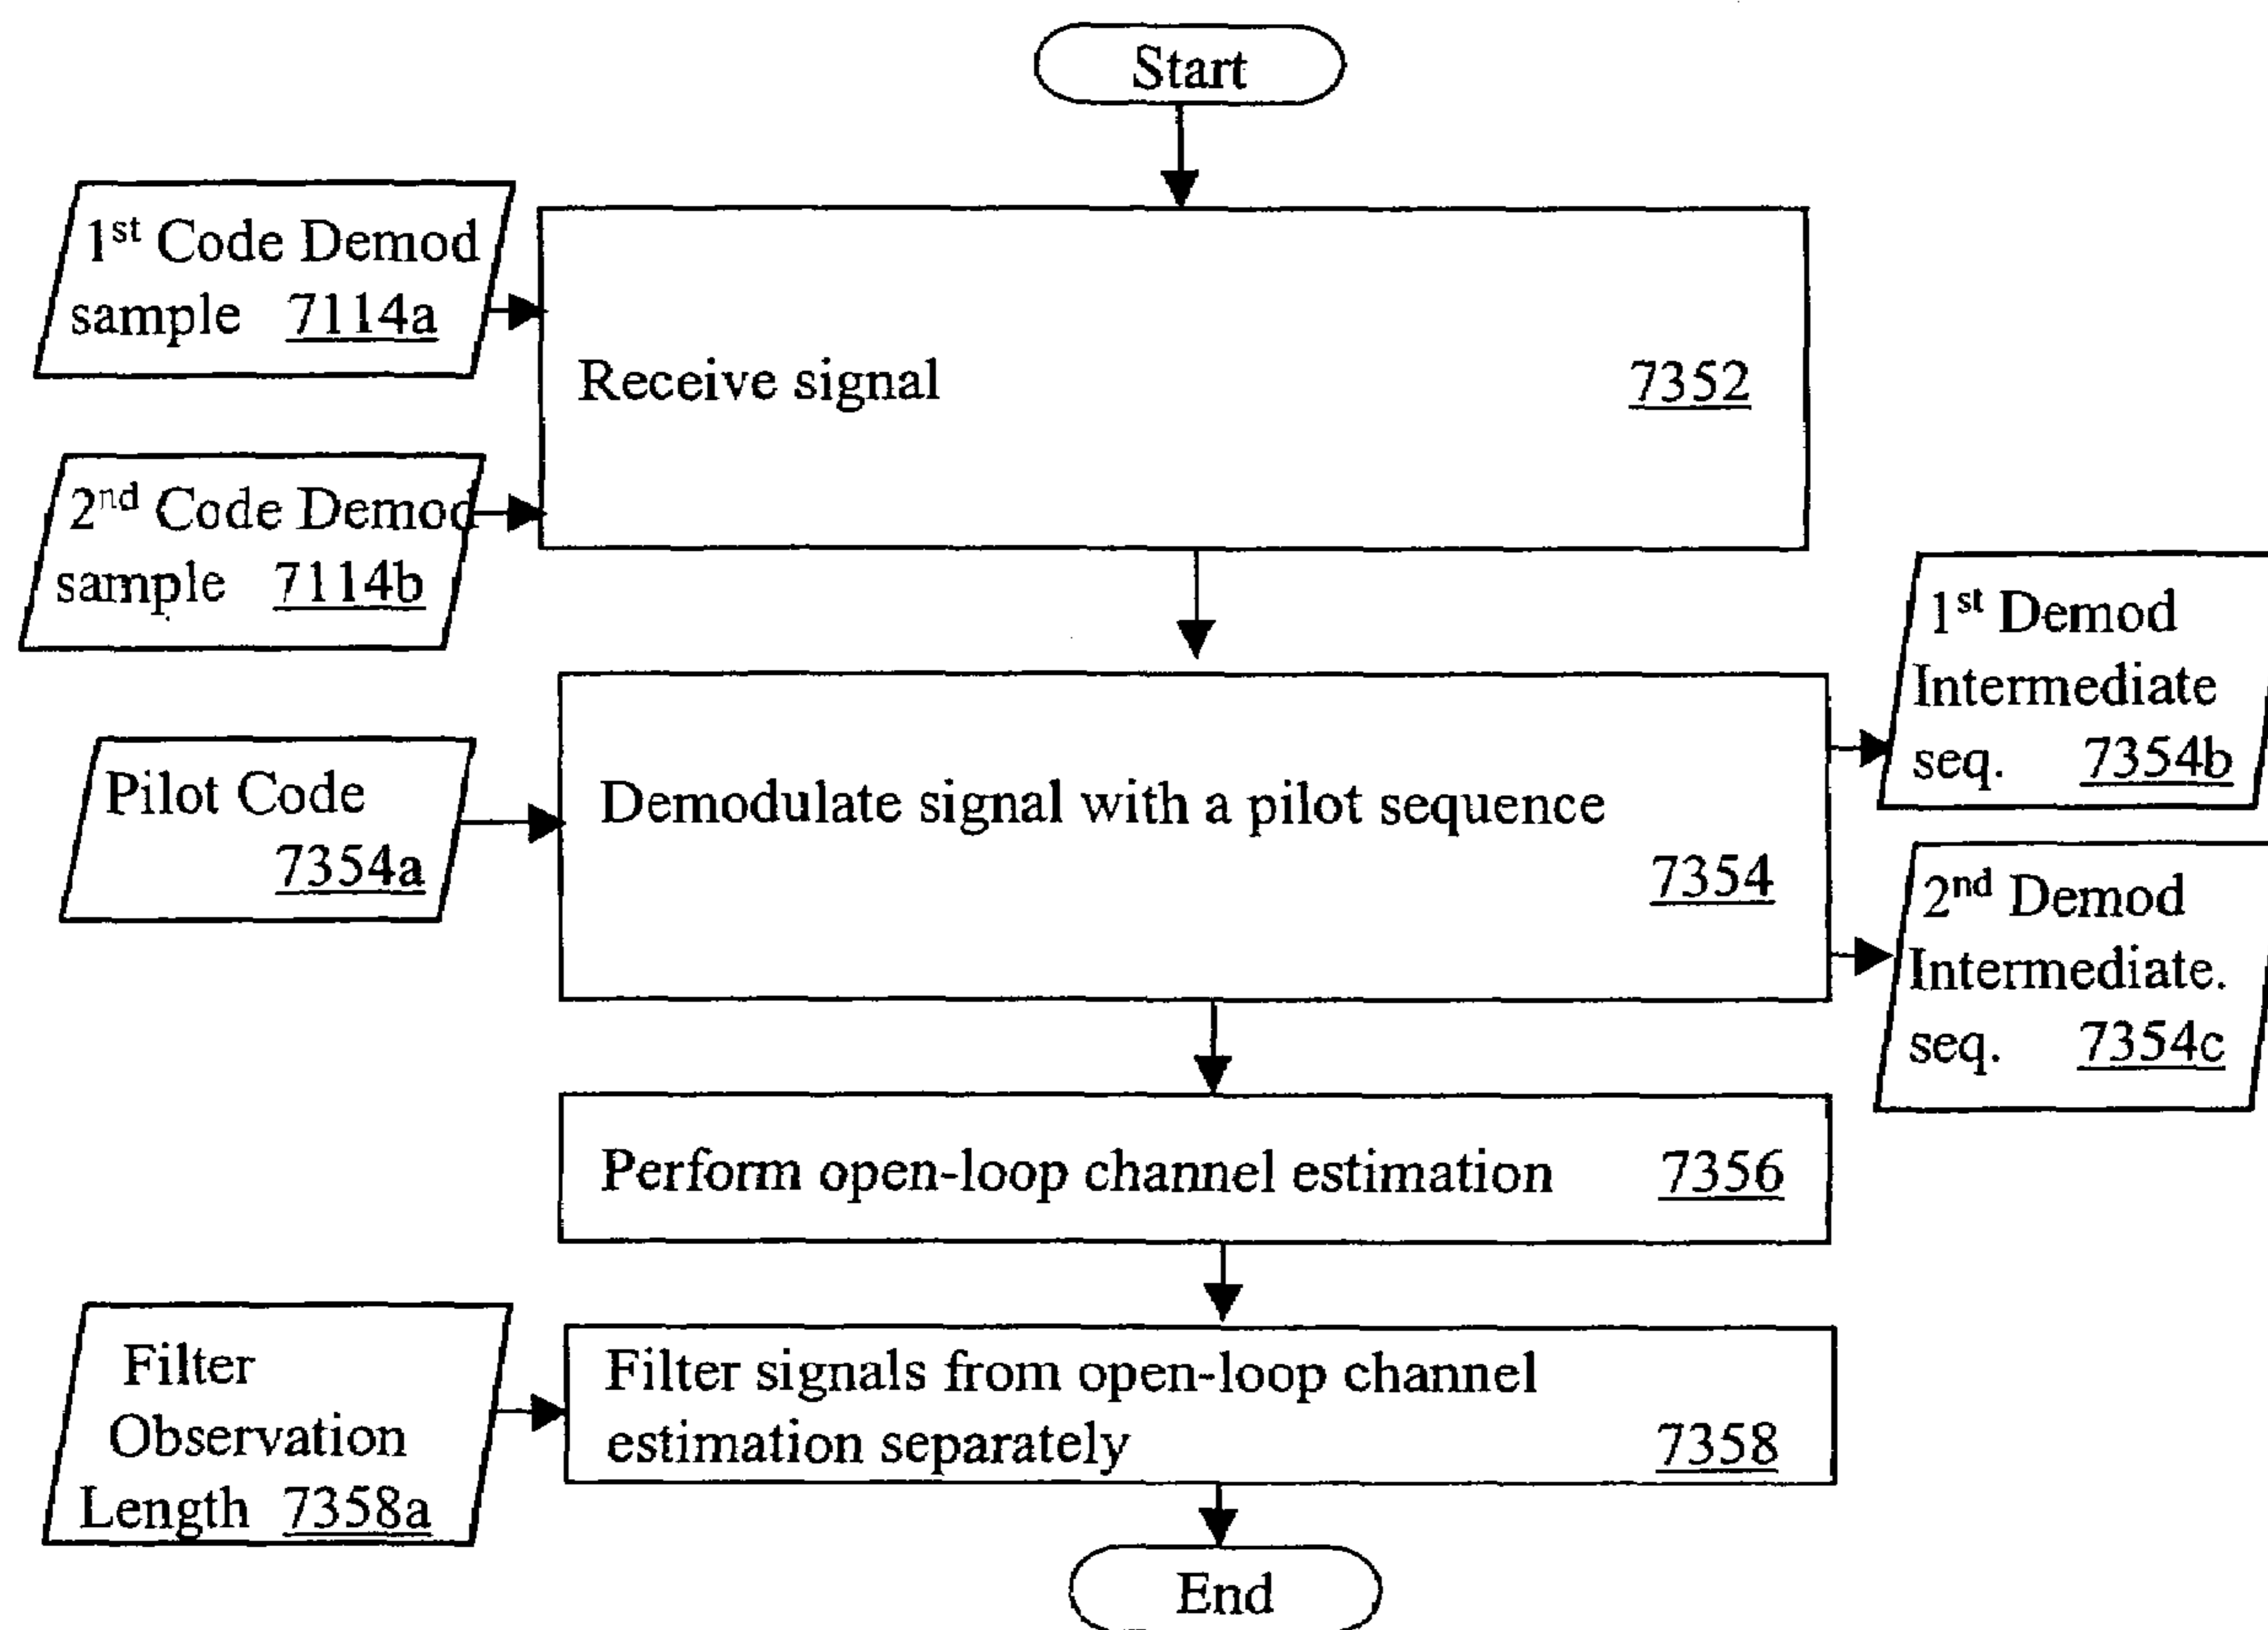 Start
1st Code Demod
sample 7114a
Receive signal 7352
2nd Code Demod
sample 7114b
1st Demod
Intermediate
seq. 7354b
Pilot Code
7354a
Demodulate signal with a pilot sequence
7354
2nd Demod
Intermediate.
seq. 7354c
Perform open-loop channel estimation 7356
Filter
Observation
Length 7358a
Filter signals from open-loop channel
estimation separately 7358
End